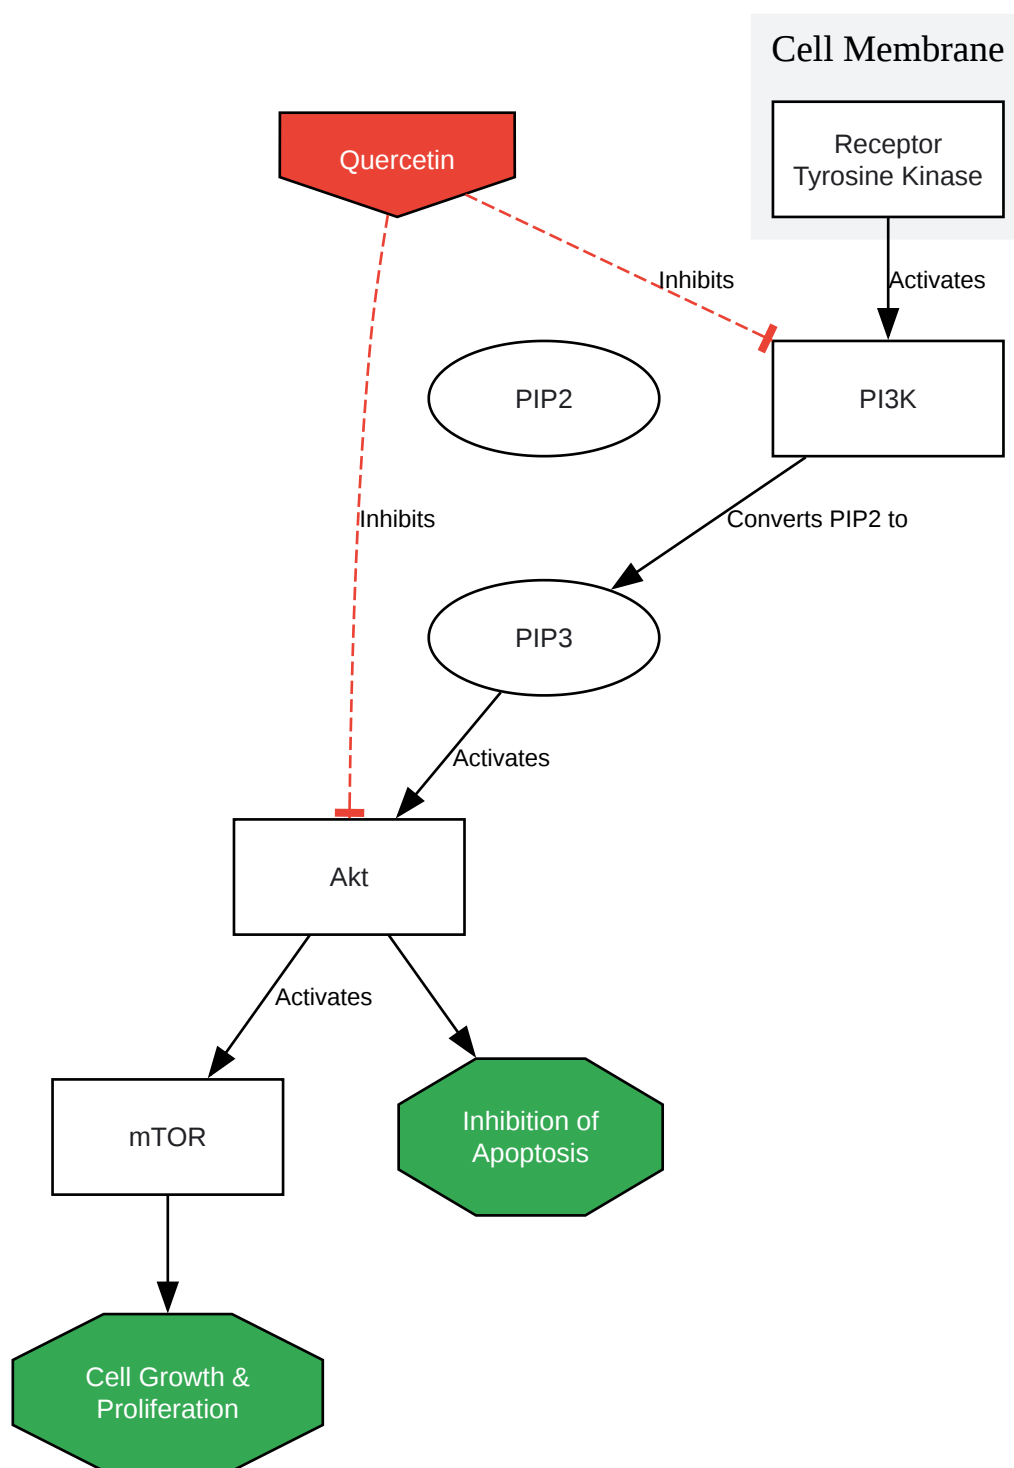 Cell Membrane
Receptor
Tyrosine Kinase
Quercetin
Inhibits
Activates
PIP2
PI3K
Inhibits
Converts PIP2 to
PIP3
Activates
Akt
Activates
mTOR
Inhibition of
Apoptosis
Cell Growth &
Proliferation